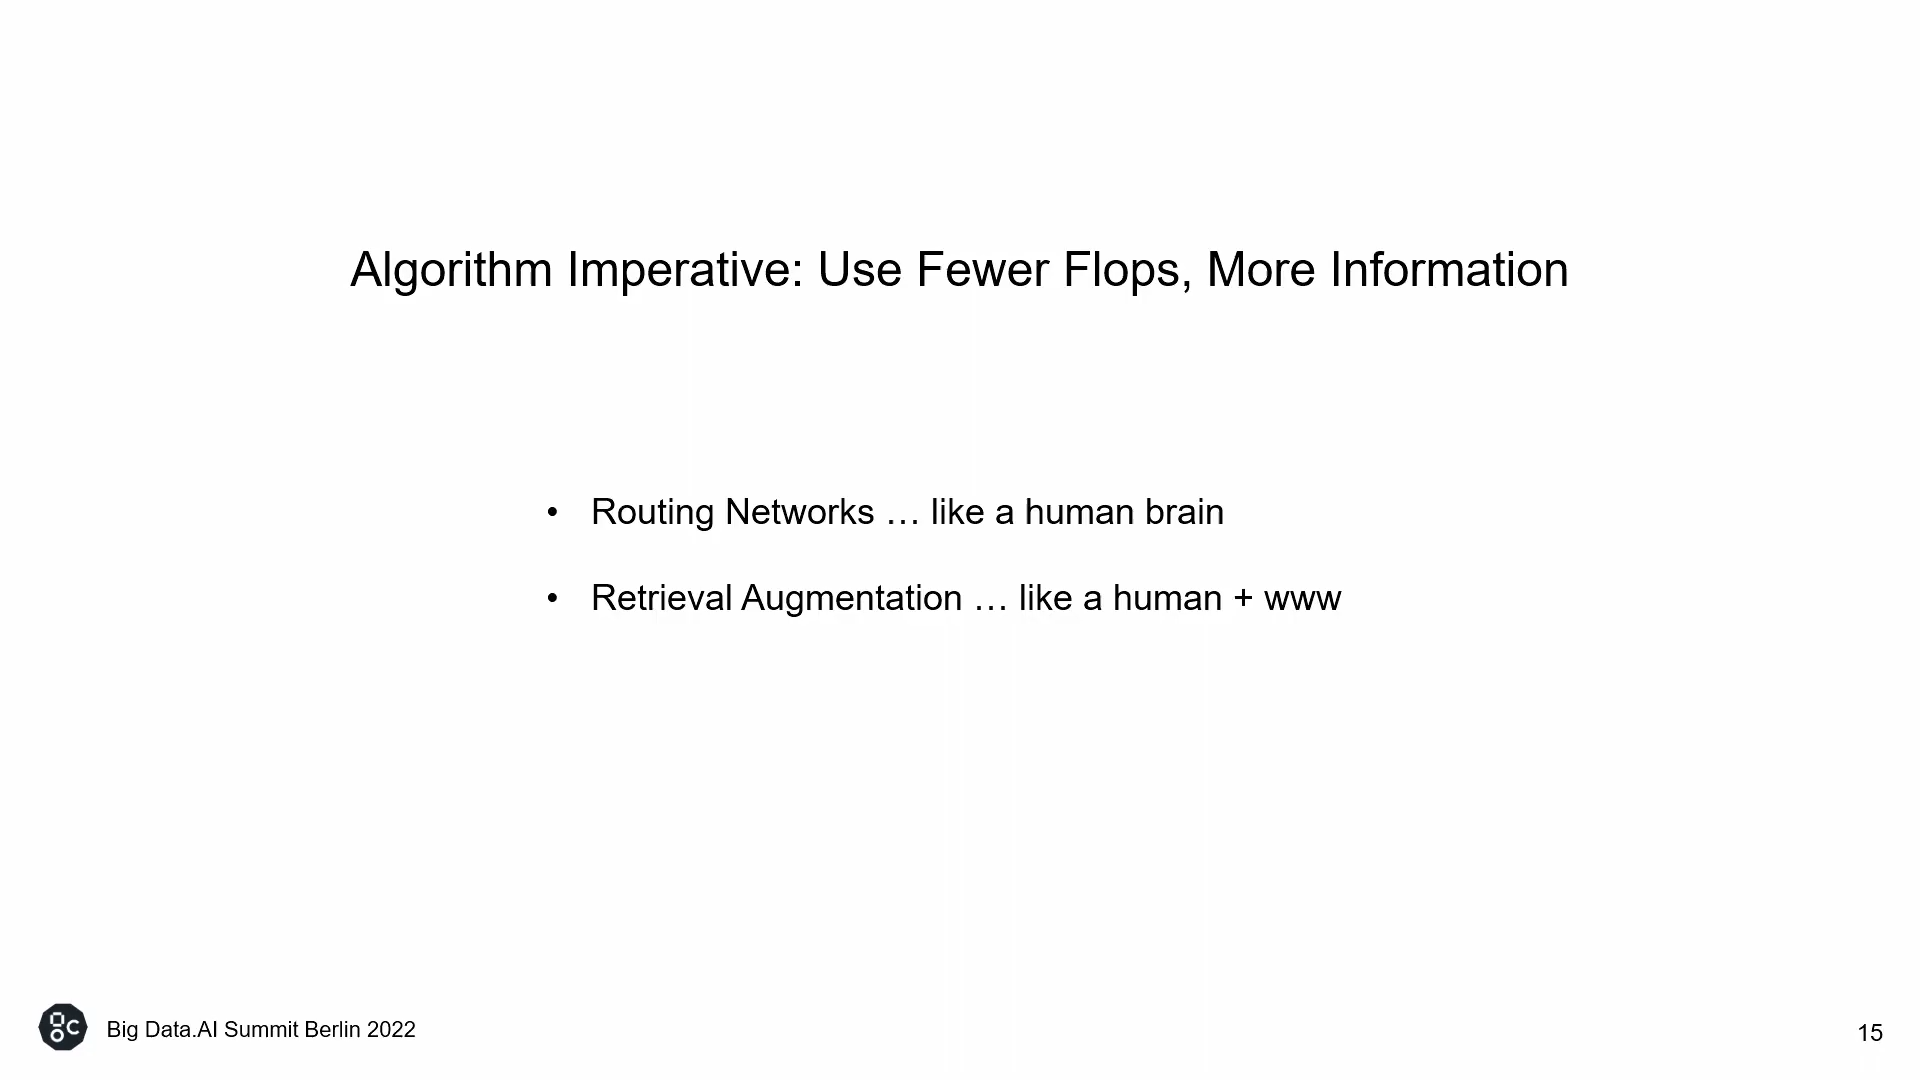 Algorithm Imperative: Use Fewer Flops, More Information
• Routing Networks … like a human brain
• Retrieval Augmentation … like a human + www
Big Data.AI Summit Berlin 2022
15